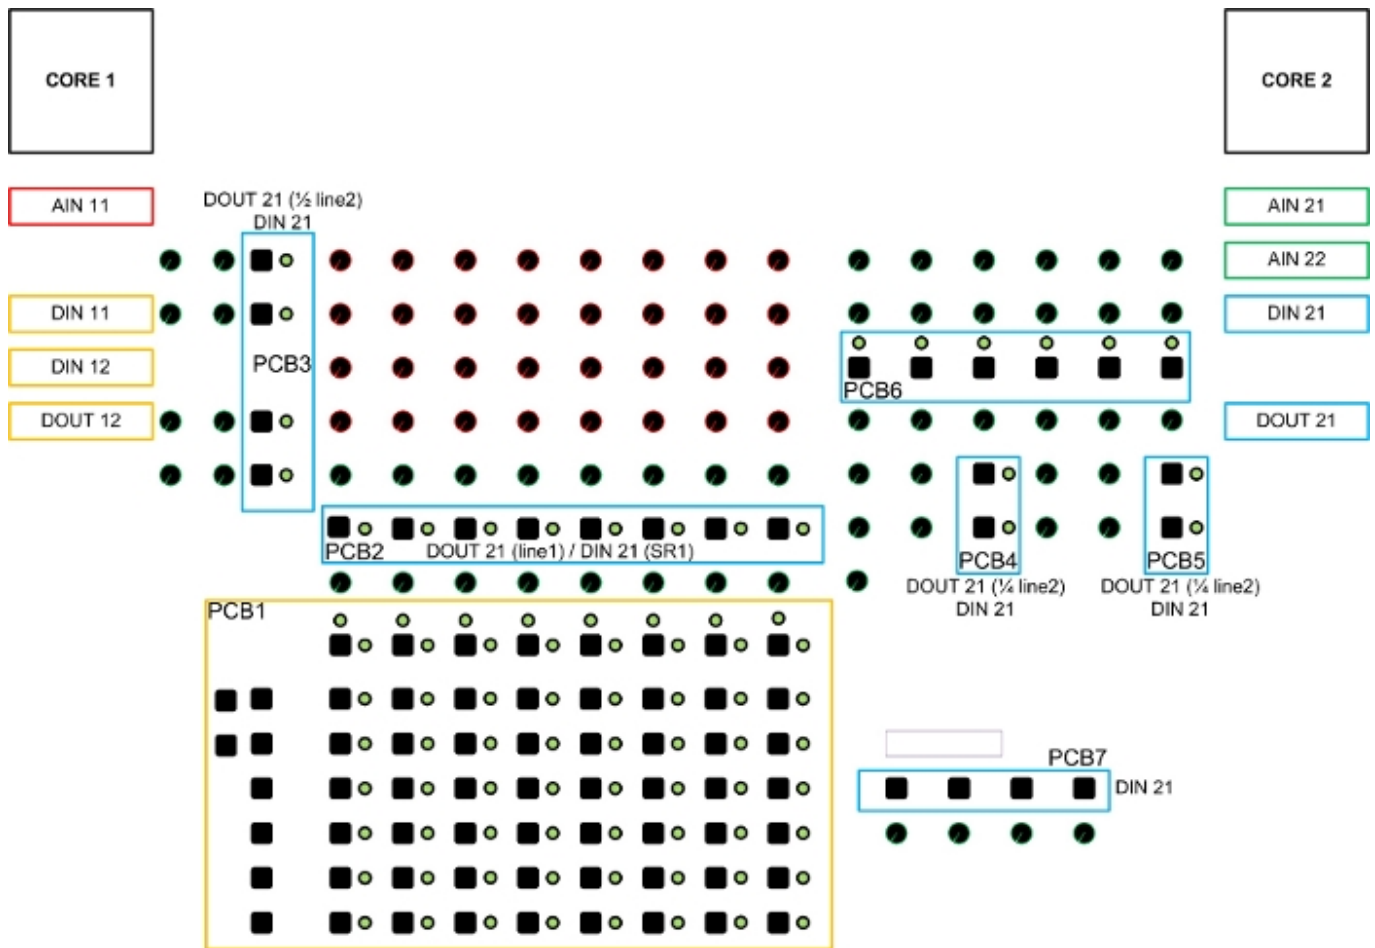 CORE 1
CORE 2
AIN 11
DOUT 21 (½ line2)
DIN 21
AIN 21
AIN 22
DIN 11
DIN 21
DIN 12
PCB3
PCB6
DOUT 12
DOUT 21
PCB2
DOUT 21 (line1) / DIN 21 (SR1)
PCB4
PCB5
DOUT 21 (¼ line2)
DIN 21
DOUT 21 (¼ line2)
DIN 21
PCB1
PCB7
DIN 21